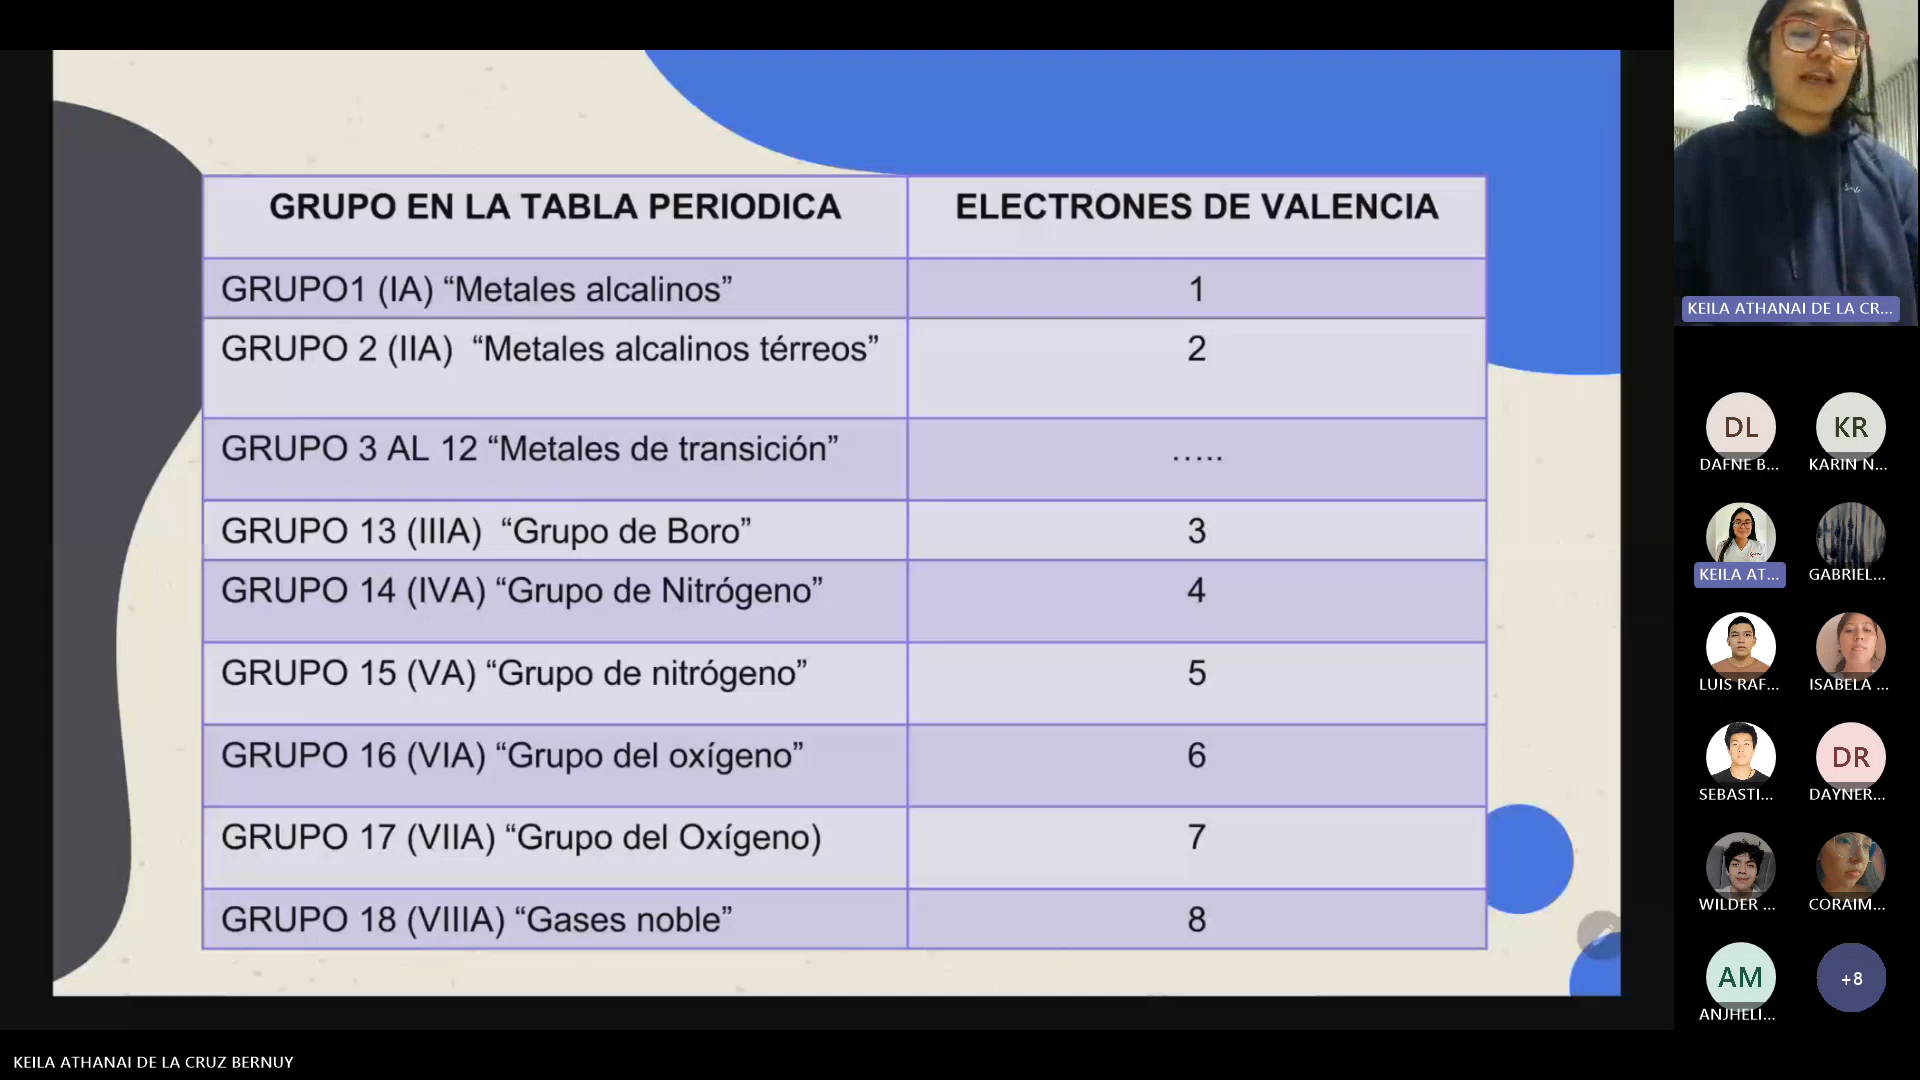 GRUPO EN LA TABLA PERIODICA
ELECTRONES DE VALENCIA
GRUPO1 (IA) “Metales alcalinos”
1
GRUPO 2 (IIA) “Metales alcalinos térreos”
2
GRUPO 3 AL 12 “Metales de transición”
…..
GRUPO 13 (IIIA) “Grupo de Boro”
3
GRUPO 14 (IVA) “Grupo de Nitrógeno”
4
GRUPO 15 (VA) “Grupo de nitrógeno”
5
GRUPO 16 (VIA) “Grupo del oxígeno”
6
GRUPO 17 (VIIA) “Grupo del Oxígeno)
7
GRUPO 18 (VIIIA) “Gases noble”
8
KEILA ATHANAI DE LA CR...
DL
KR
DAFNE B...
KARIN N...
KEILA AT...
GABRIEL...
LUIS RAF...
ISABELA ...
DR
SEBASTI...
DAYNER...
WILDER ...
CORAIM...
AM
+8
ANJHELI...
KEILA ATHANAI DE LA CRUZ BERNUY